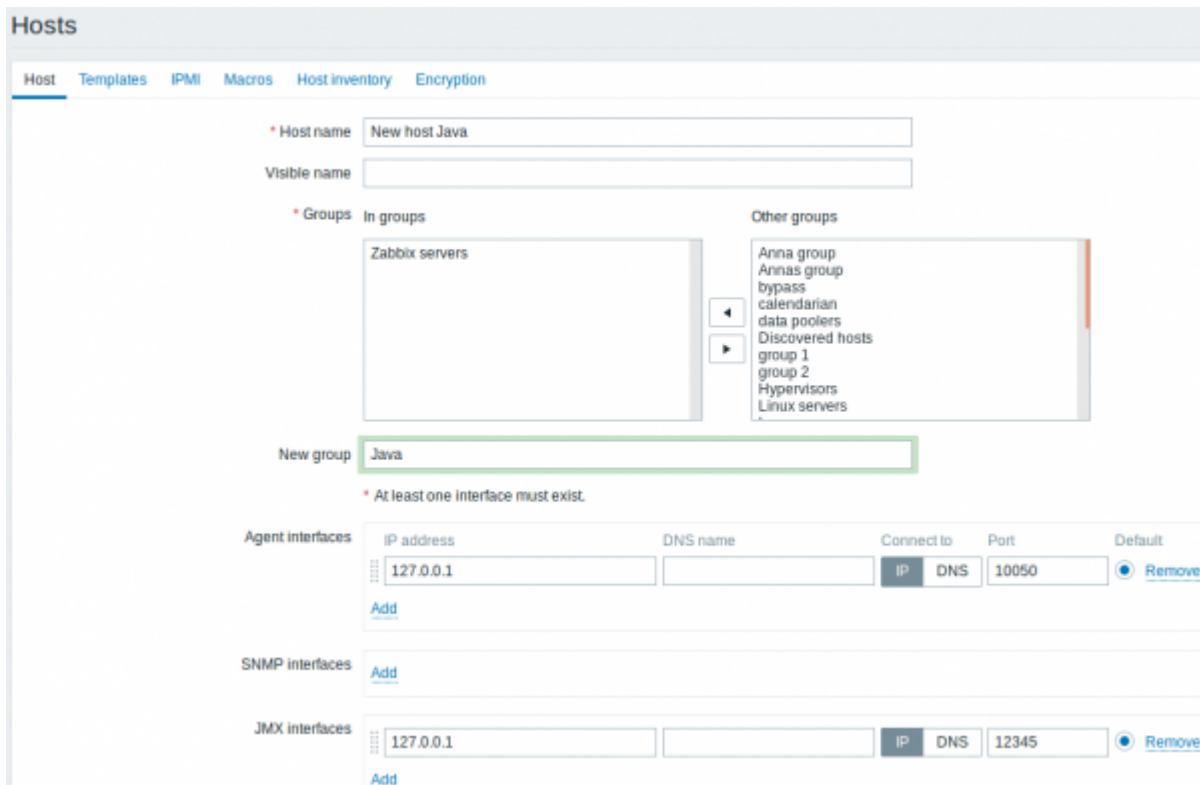 Hosts
Host Templates IPMI Macros Host inventory Encryption
* Host name New host Java
Visible name
* Groups In groups Other groups
Zabbix servers
Anna group
Annas group
bypass
calendarian
data poolers
Discovered hosts
group 1
group 2
Hypervisors
Linux servers
New group Java
* At least one interface must exist.
Agent interfaces IP address DNS name Connect to Port Default
127.0.0.1 IP DNS 10050 Remove
Add
SNMP interfaces Add
JMX interfaces 127.0.0.1 IP DNS 12345 Remove
Add